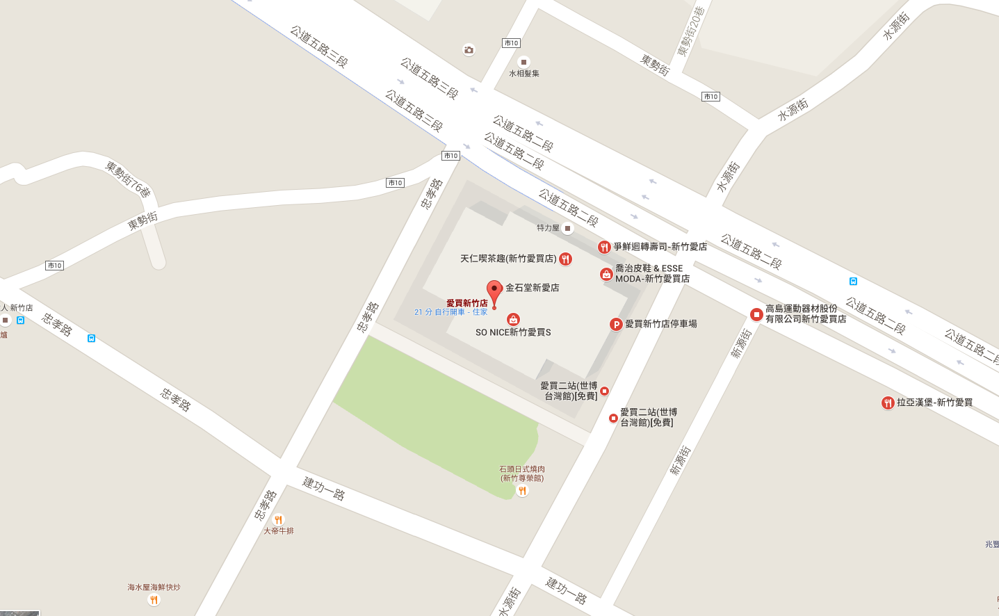 公道五路三段
公道五路三段
公道五路三段
市10
水相髮集
東勢街20巷
水源街
東勢街
市10
水源街
公道五路二段
公道五路二段
市10
東勢街76巷
市10
忠孝路
水源街
公道五路二段
東勢街
特力屋
爭鮮迴轉壽司-新竹愛店
公道五路二段
天仁喫茶趣(新竹愛買店)
市10
喬治皮鞋 & ESSE
MODA-新竹愛買店
金石堂新愛店
愛買新竹店
21 分 自行開車 - 住家
人 新竹店
忠孝路
忠孝路
高島運動器材股份
有限公司新竹愛買店
公道五路二段
愛買新竹店停車場
SO NICE新竹愛買S
爐
新源街
公道五路二段
愛買二站(世博
台灣館)[免費]
愛買二站(世博
台灣館)[免費]
忠孝路
拉亞漢堡-新竹愛買
新源街
石頭日式燒肉
(新竹尊榮館)
建功一路
忠孝路
大帝牛排
兆豐
海水屋海鮮快炒
建功一路
水源街